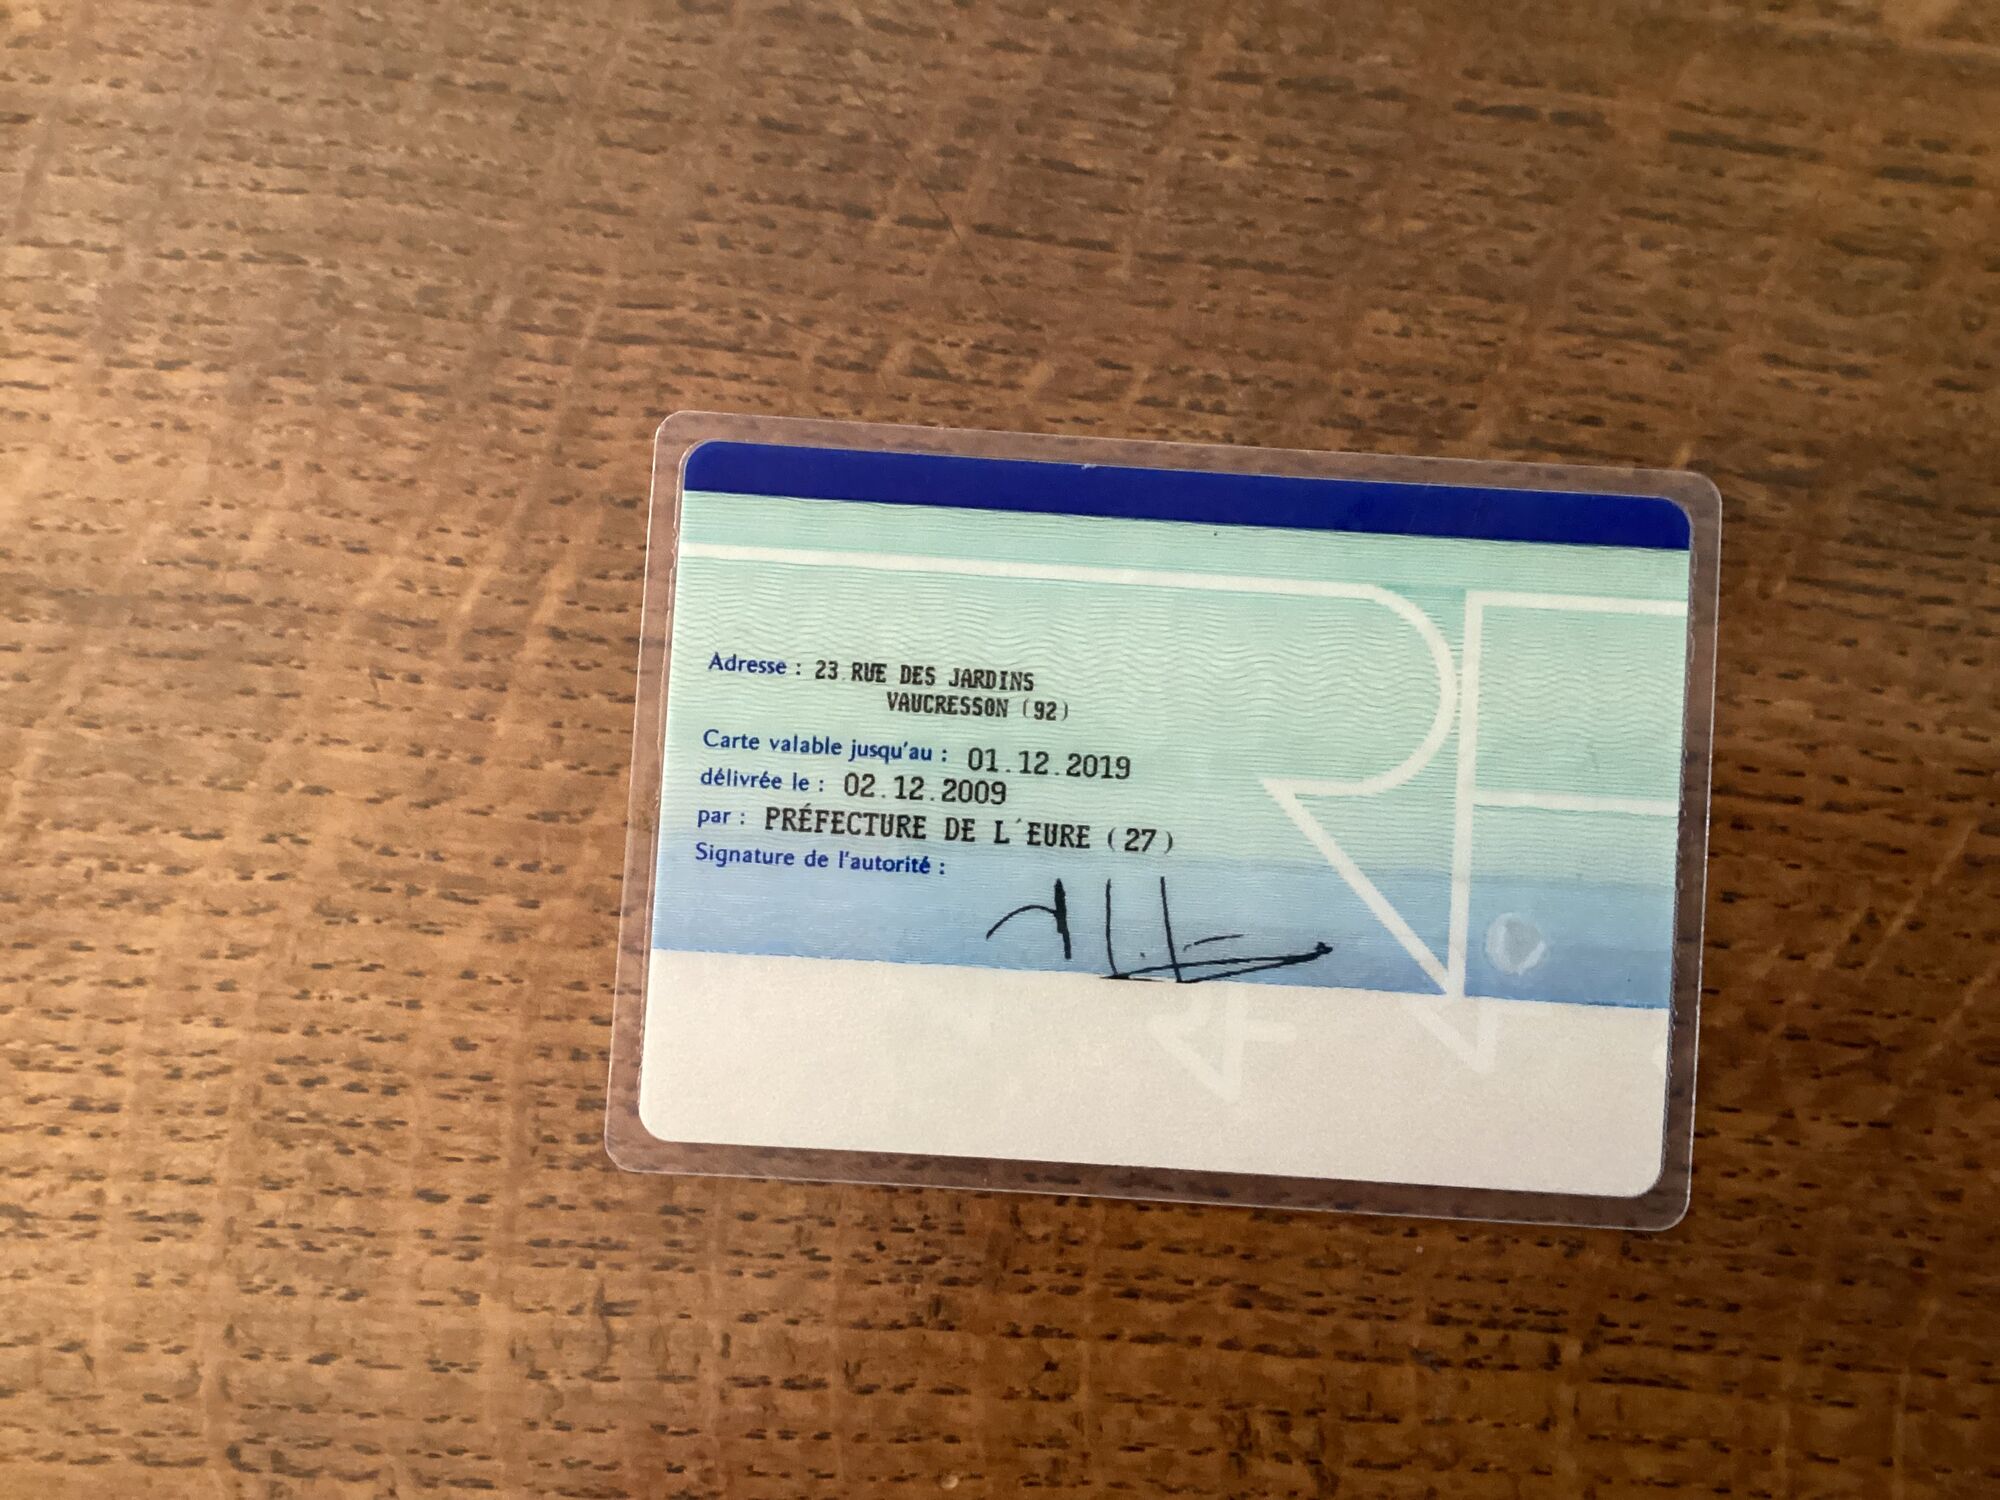 Adresse : 23 RUE DES JARDINS
VAUCRESSON (92)
Carte valable jusqu'au : 01.12.2019
délivrée le : 02.12.2009
par : PRÉFECTURE DE L'EURE (27)
Signature de l'autorité :
RF